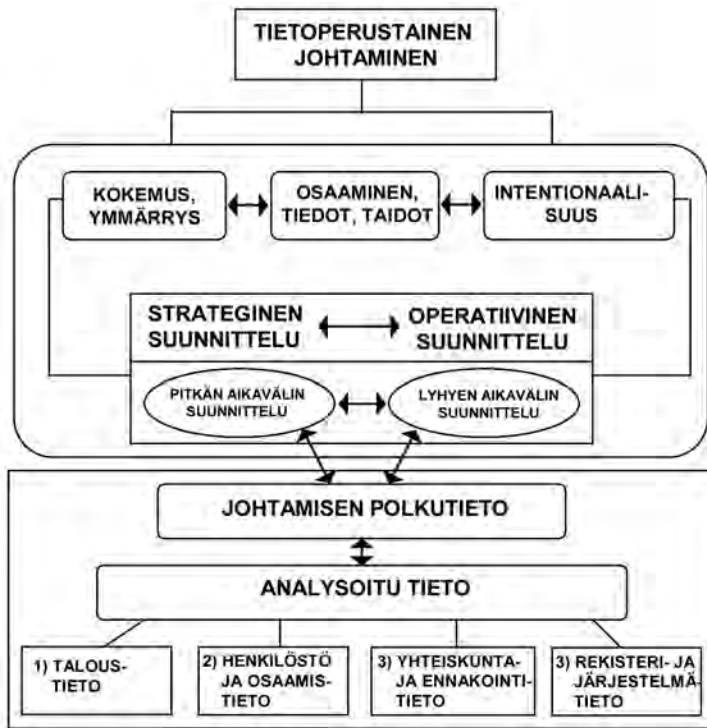 TIETOPERUSTAINEN
JOHTAMINEN
KOKEMUS,
YMMÄRRYS
OSAAMINEN,
TIEDOT, TAIDOT
INTENTIONAALI-
SUUS
STRATEGINEN
SUUNNITTELU
OPERATIIVINEN
SUUNNITTELU
PITKÄN AIKAVÄLIN
SUUNNITTELU
LYHYEN AIKAVÄLIN
SUUNNITTELU
JOHTAMISEN POLKUTIETO
ANALYSOITU TIETO
1) TALOUS-
TIETO
2) HENKILÖSTÖ
JA OSAAMIS-
TIETO
3) YHTEISKUNTA-
JA ENNAKOINTI-
TIETO
3) REKISTERI- JA
JÄRJESTELMÄ-
TIETO